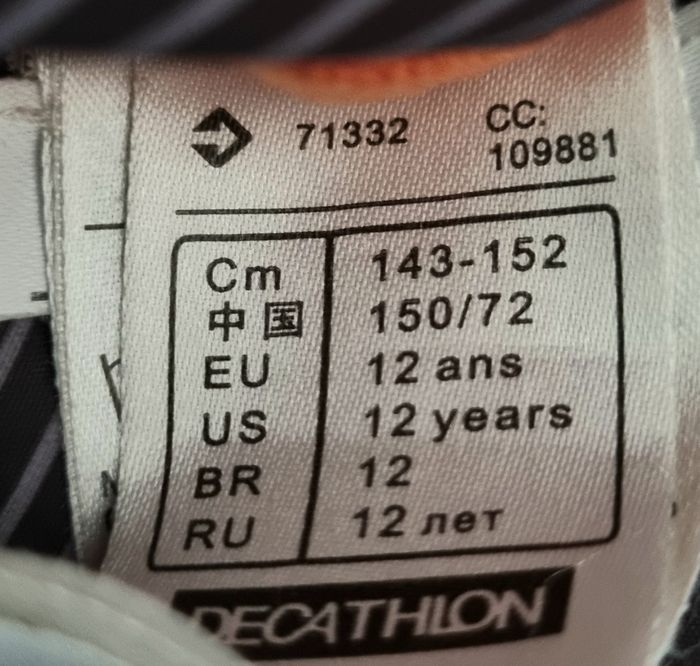 71332 CC: 109881
Cm 143-152
中国 150/72
EU 12 ans
US 12 years
BR 12
RU 12 лет
DECATHLON